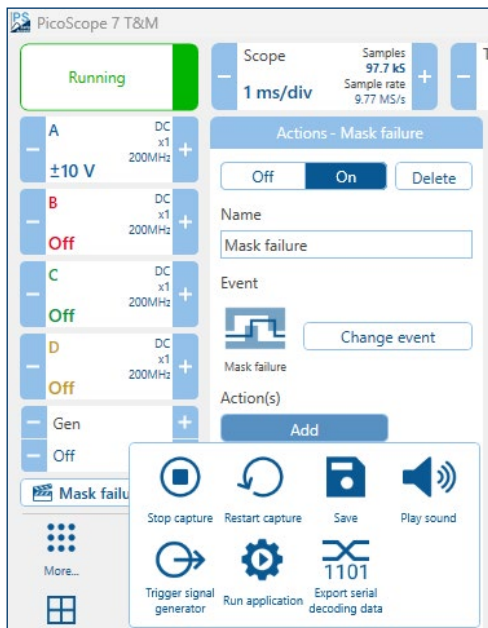 PS
PicoScope 7 T&M
Running
Scope
1 ms/div
Samples
97.7 kS
Sample rate
9.77 MS/s
T
A
±10 V
DC
x1
200MHz
B
Off
DC
x1
200MHz
C
Off
DC
x1
200MHz
D
Off
DC
x1
200MHz
Gen
Off
Mask failu
More...
Actions - Mask failure
Off On Delete
Name
Mask failure
Event
Change event
Mask failure
Action(s)
Add
Stop capture Restart capture Save Play sound
1101
Trigger signal
generator
Run application
Export serial
decoding data